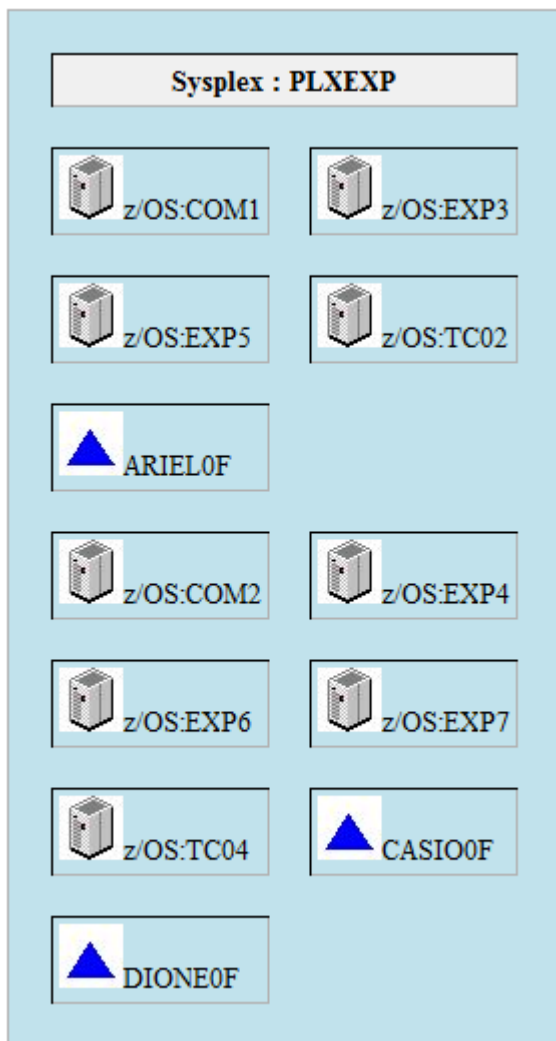 Sysplex : PLXEXP
z/OS:COM1 z/OS:EXP3
z/OS:EXP5 z/OS:TC02
ARIEL0F
z/OS:COM2 z/OS:EXP4
z/OS:EXP6 z/OS:EXP7
z/OS:TC04 CASIO0F
DIONE0F